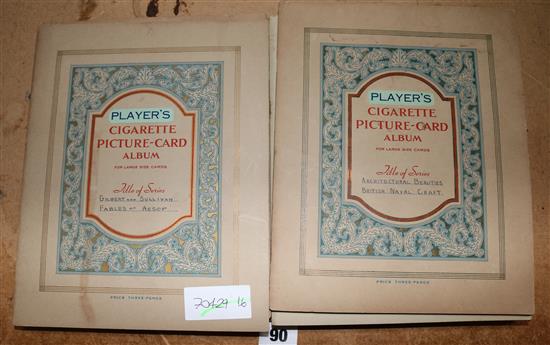 PLAYER'S
CIGARETTE
PICTURE-CARD
ALBUM
FOR LARGE SIZE CARDS
Title of Series
GILBERT AND SULLIVAN
FABLES OF AESOP
PRICE THREE-PENCE
70429 16
PLAYER'S
CIGARETTE
PICTURE-CARD
ALBUM
FOR LARGE SIZE CARDS
Title of Series
ARCHITECTURAL BEAUTIES
BRITISH NAVAL CRAFT
PRICE THREE-PENCE
90